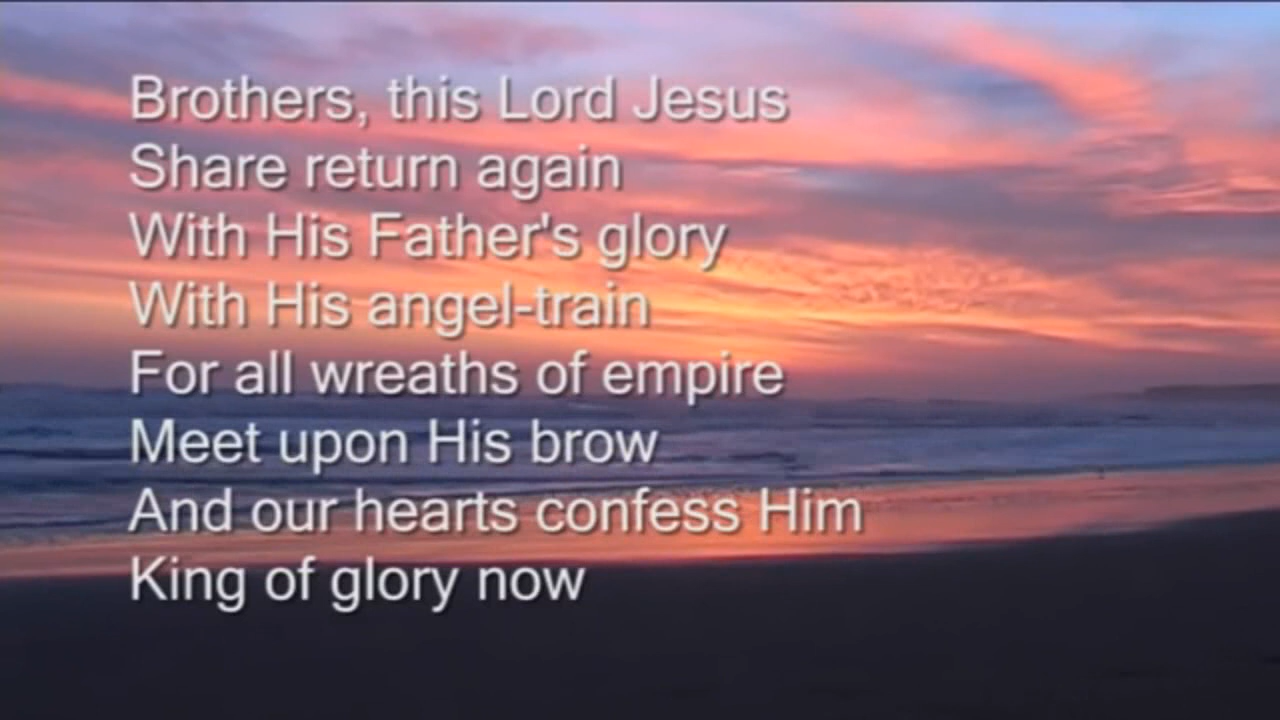 Brothers, this Lord Jesus
Share return again
With His Father's glory
With His angel-train
For all wreaths of empire
Meet upon His brow
And our hearts confess Him
King of glory now